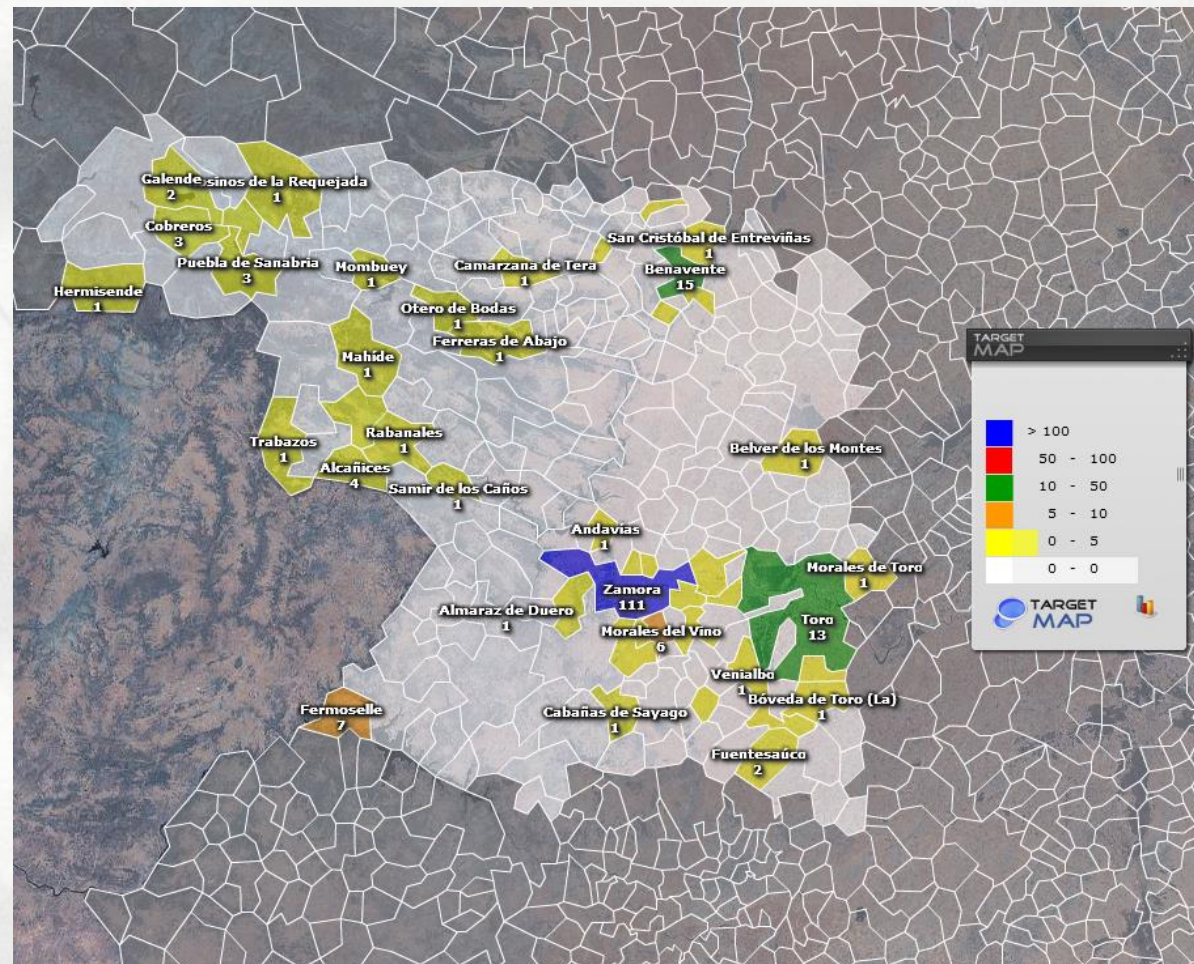 Galende
2
sinos de la Requejada
1
Cobreros
3
Puebla de Sanabria
3
Hermisende
1
Mombuey
1
Camarzana de Tera
1
San Cristóbal de Entreviñas
1
Benavente
15
Otero de Bodas
1
Ferreras de Abajo
1
Mahíde
1
Trabazos
1
Rabanales
1
Alcañices
4
Samir de los Caños
1
Belver de los Montes
1
Andavías
1
Zamora
111
Almaraz de Duero
1
Morales del Vino
6
Morales de Toro
1
Toro
13
Venialbo
1
Bóveda de Toro (La)
1
Fermoselle
7
Cabañas de Sayago
1
Fuentesaúco
2
TARGET
MAP
> 100
50 - 100
10 - 50
5 - 10
0 - 5
0 - 0
TARGET
MAP